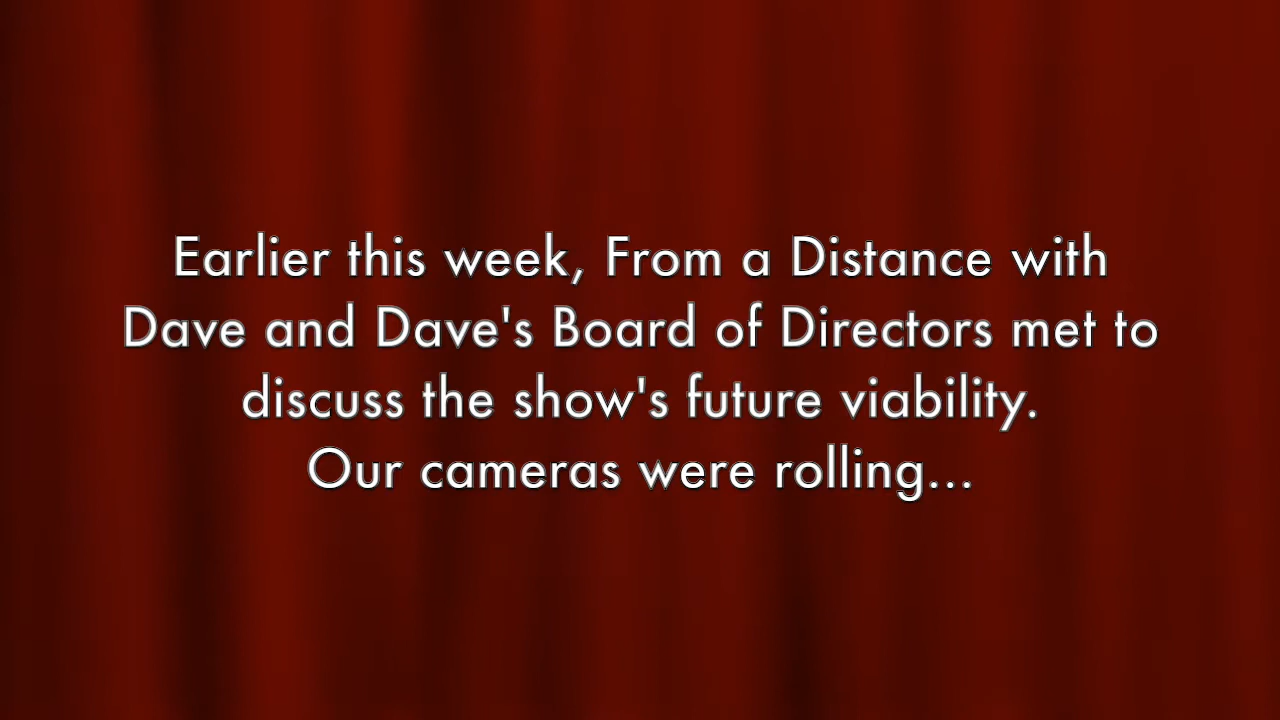 Earlier this week, From a Distance with
Dave and Dave's Board of Directors met to
discuss the show's future viability.
Our cameras were rolling...